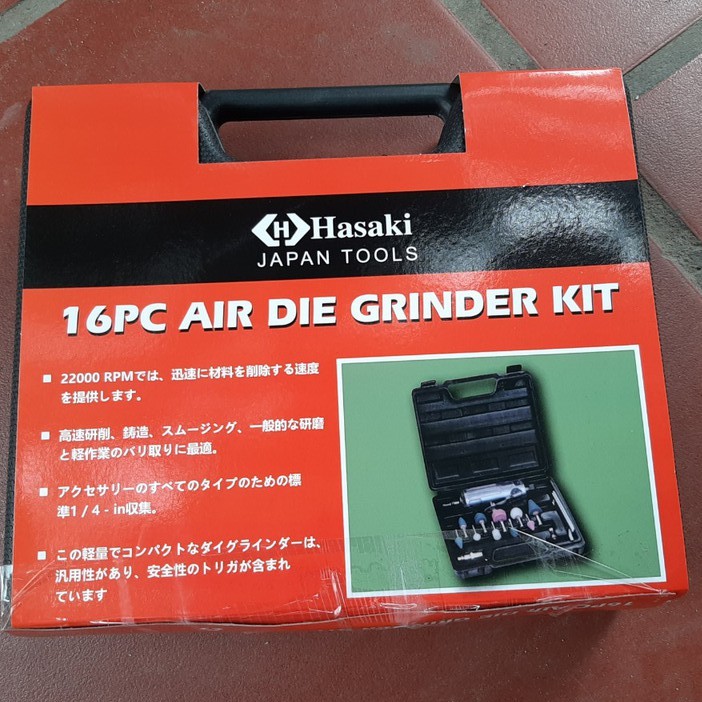 Hasaki
JAPAN TOOLS
16PC AIR DIE GRINDER KIT
22000 RPMでは、迅速に材料を削除する速度
を提供します。
高速研削、鋳造、スムージング、一般的な研磨
と軽作業のバリ取りに最適。
アクセサリーのすべてのタイプのための標
準1 / 4 - in収集。
この軽量でコンパクトなダイグラインダーは、
汎用性があり、安全性のトリガが含まれ
ています
16PC AIR DIE